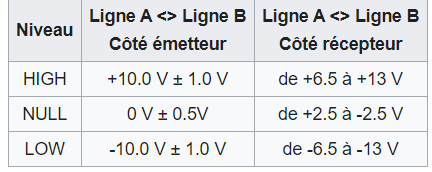 Niveau
Ligne A <> Ligne B
Côté émetteur
Ligne A <> Ligne B
Côté récepteur
HIGH +10.0 V ± 1.0 V de +6.5 à +13 V
NULL 0 V ± 0.5V de +2.5 à -2.5 V
LOW -10.0 V ± 1.0 V de -6.5 à -13 V